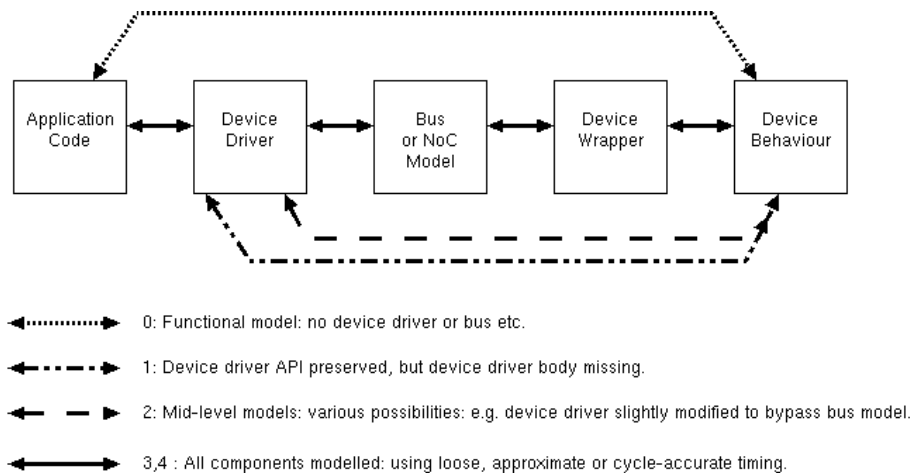 Application
Code
Device
Driver
Bus
or NoC
Model
Device
Wrapper
Device
Behaviour
0: Functional model: no device driver or bus etc.
1: Device driver API preserved, but device driver body missing.
2: Mid-level models: various possibilities: e.g. device driver slightly modified to bypass bus model.
3,4 : All components modelled: using loose, approximate or cycle-accurate timing.